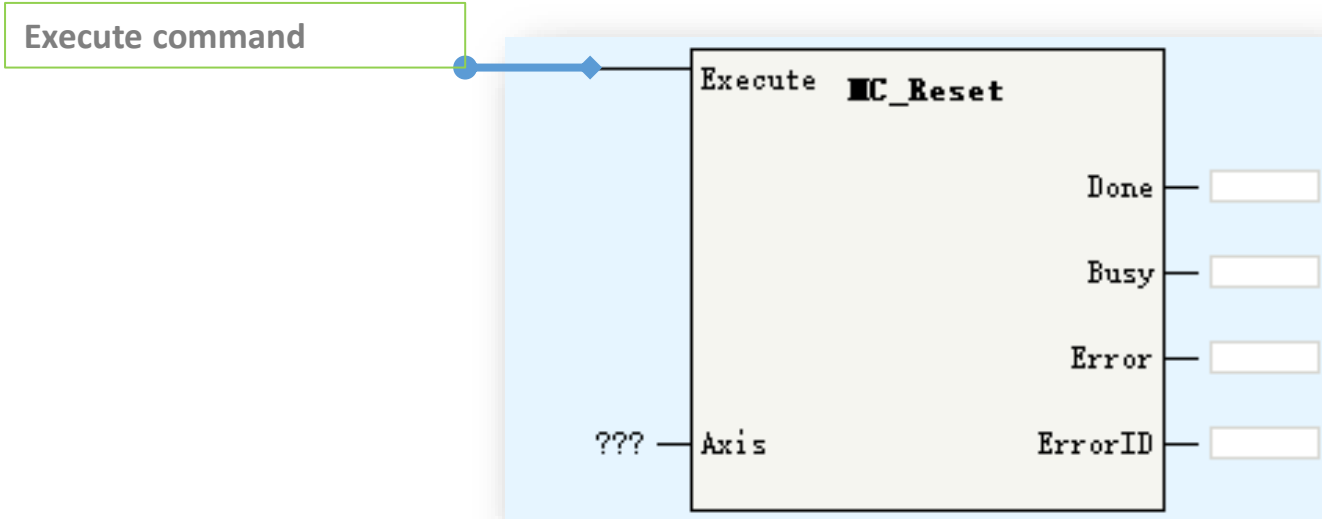 Execute command
Execute MC_Reset
Done
Busy
Error
??? Axis ErrorID